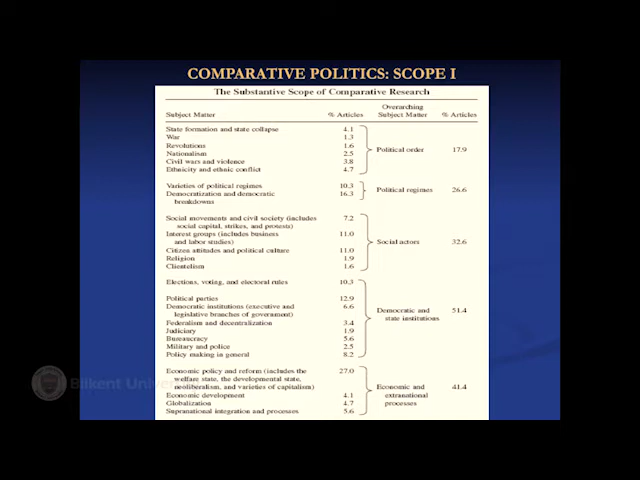 COMPARATIVE POLITICS: SCOPE I
The Substantive Scope of Comparative Research
Subject Matter % Articles Overarching Subject Matter % Articles
State formation and state collapse 4.1
War 1.3
Revolutions 1.6 Political order 17.9
Nationalism 2.5
Civil wars and violence 3.8
Ethnicity and ethnic conflict 4.7
Varieties of political regimes 10.3 Political regimes 26.6
Democratization and democratic 16.3
breakdowns
Social movements and civil society (includes 7.2
social capital, strikes, and protests)
Interest groups (includes business 11.0 Social actors 32.6
and labor studies)
Citizen attitudes and political culture 11.0
Religion 1.9
Clientelism 1.6
Elections, voting, and electoral rules 10.3
Political parties 12.9
Democratic institutions (executive and 6.6 Democratic and 51.4
legislative branches of government) state institutions
Federalism and decentralization 3.4
Judiciary 1.9
Bureaucracy 5.6
Military and police 2.5
Policy making in general 8.2
Economic policy and reform (includes the 27.0
welfare state, the developmental state,
neoliberalism, and varieties of capitalism) Economic and 41.4
Economic development 4.1 extranational
Globalization 4.7 processes
Supranational integration and processes 5.6
Bilkent Univer